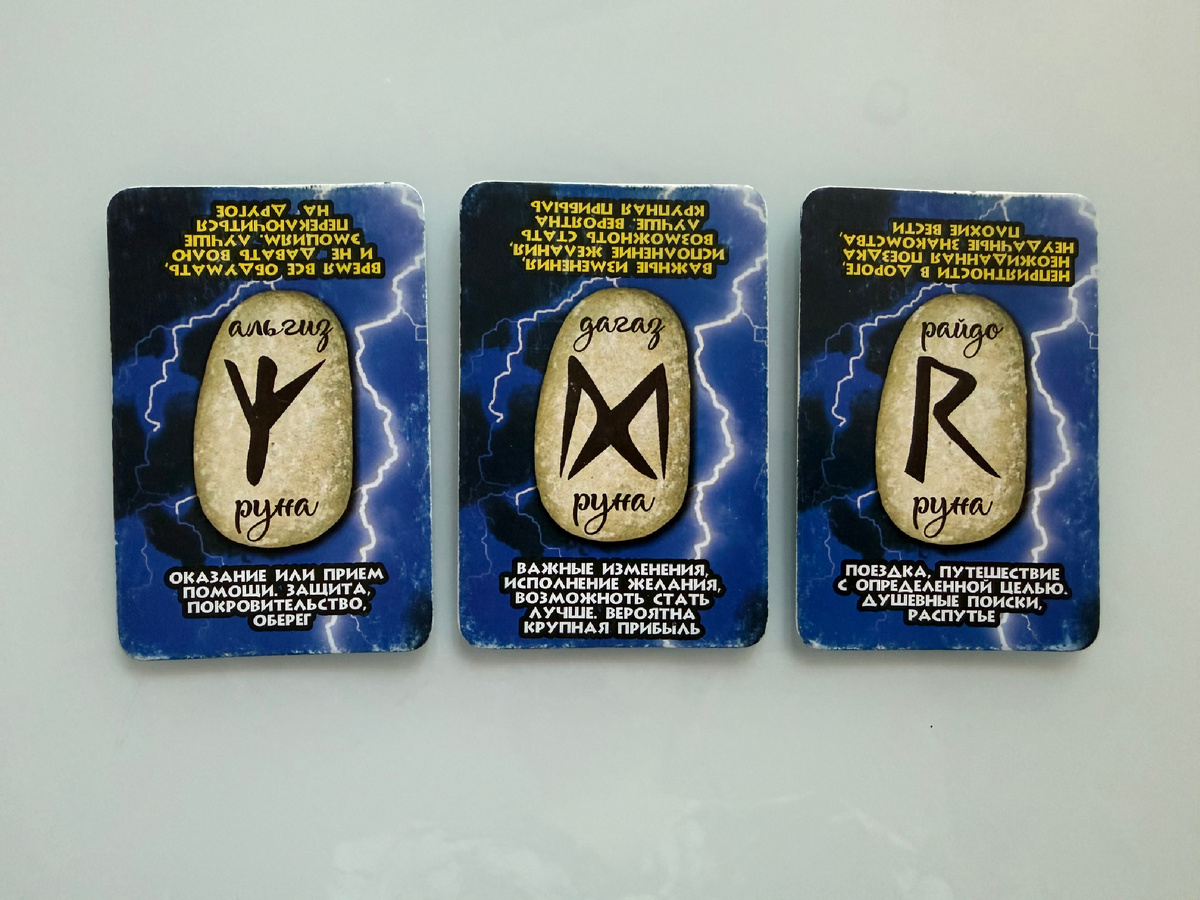 ВРЕМЯ ВСЕ ОБДУМАТЬ,
И НЕ ДАВАТЬ ВОЛЮ
ЭМОЦИЯМ. ЛУЧШЕ
ПЕРЕКЛЮЧИТЬСЯ
НА ДРУГОЕ
альгиз
руна
ОКАЗАНИЕ ИЛИ ПРИЕМ
ПОМОЩИ. ЗАЩИТА,
ПОКРОВИТЕЛЬСТВО,
ОБЕРЕГ
ВАЖНЫЕ ИЗМЕНЕНИЯ,
ИСПОЛНЕНИЕ ЖЕЛАНИЯ,
ВОЗМОЖНОТЬ СТАТЬ
ЛУЧШЕ. ВЕРОЯТНА
КРУПНАЯ ПРИБЫЛЬ
дагаз
руна
ВАЖНЫЕ ИЗМЕНЕНИЯ,
ИСПОЛНЕНИЕ ЖЕЛАНИЯ,
ВОЗМОЖНОТЬ СТАТЬ
ЛУЧШЕ. ВЕРОЯТНА
КРУПНАЯ ПРИБЫЛЬ
НЕПРИЯТНОСТИ В ДОРОГЕ,
НЕОЖИДАННАЯ ПОЕЗДКА
НЕУДАЧНЫЕ ЗНАКОМСТВА,
ПЛОХИЕ ВЕСТИ
райдо
руна
ПОЕЗДКА, ПУТЕШЕСТВИЕ
С ОПРЕДЕЛЕННОЙ ЦЕЛЬЮ.
ДУШЕВНЫЕ ПОИСКИ,
РАСПУТЬЕ